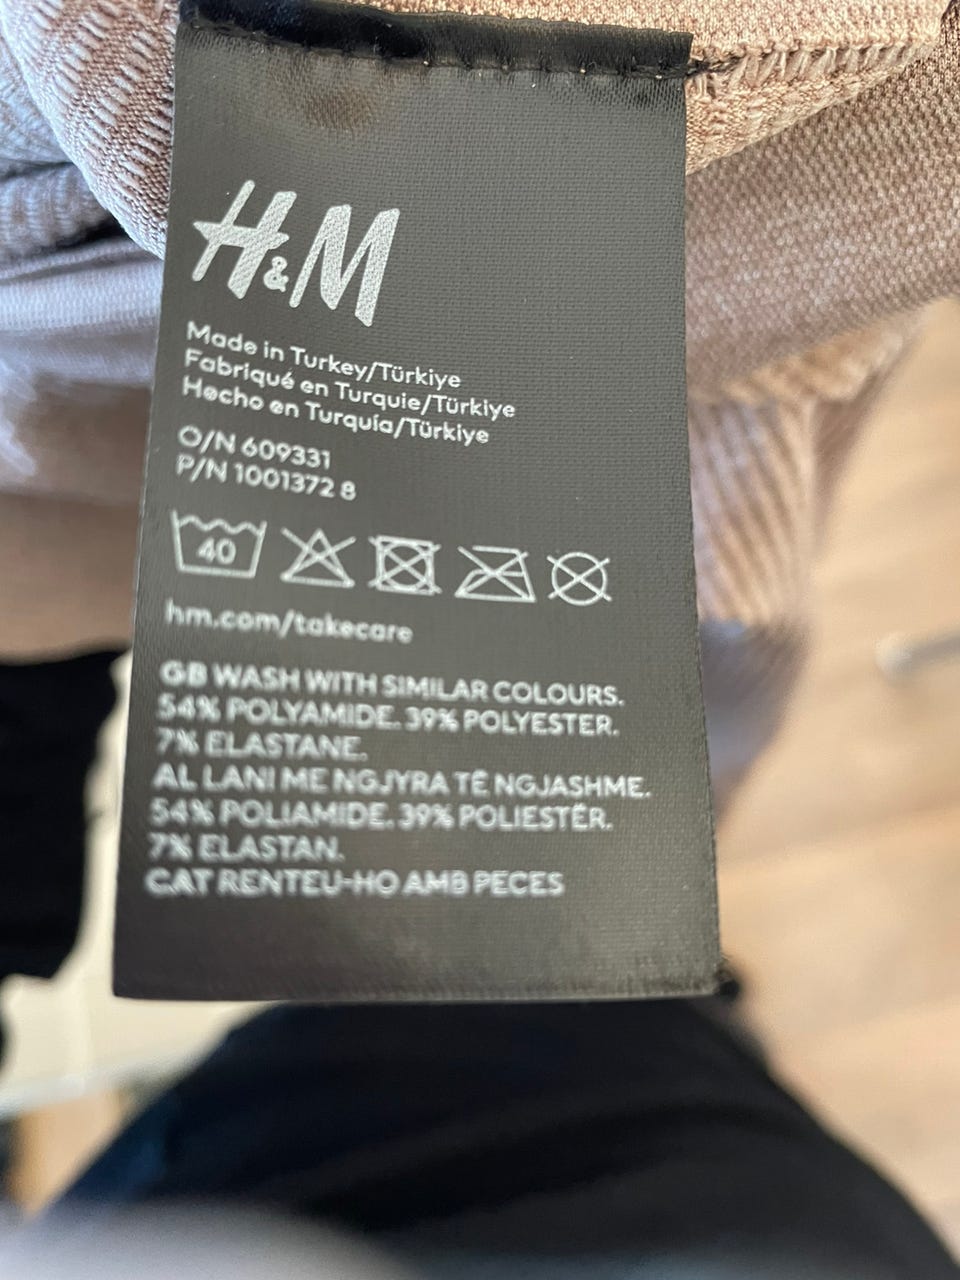 H&M
Made in Turkey/Türkiye
Fabriqué en Turquie/Türkiye
Hecho en Turquía/Türkiye
O/N 609331
P/N 1001372 8
40
hm.com/takecare
GB WASH WITH SIMILAR COLOURS.
54% POLYAMIDE. 39% POLYESTER.
7% ELASTANE.
AL LANI ME NGJYRA TË NGJASHME.
54% POLIAMIDE. 39% POLIESTËR.
7% ELASTAN.
CAT RENTEU-HO AMB PECES